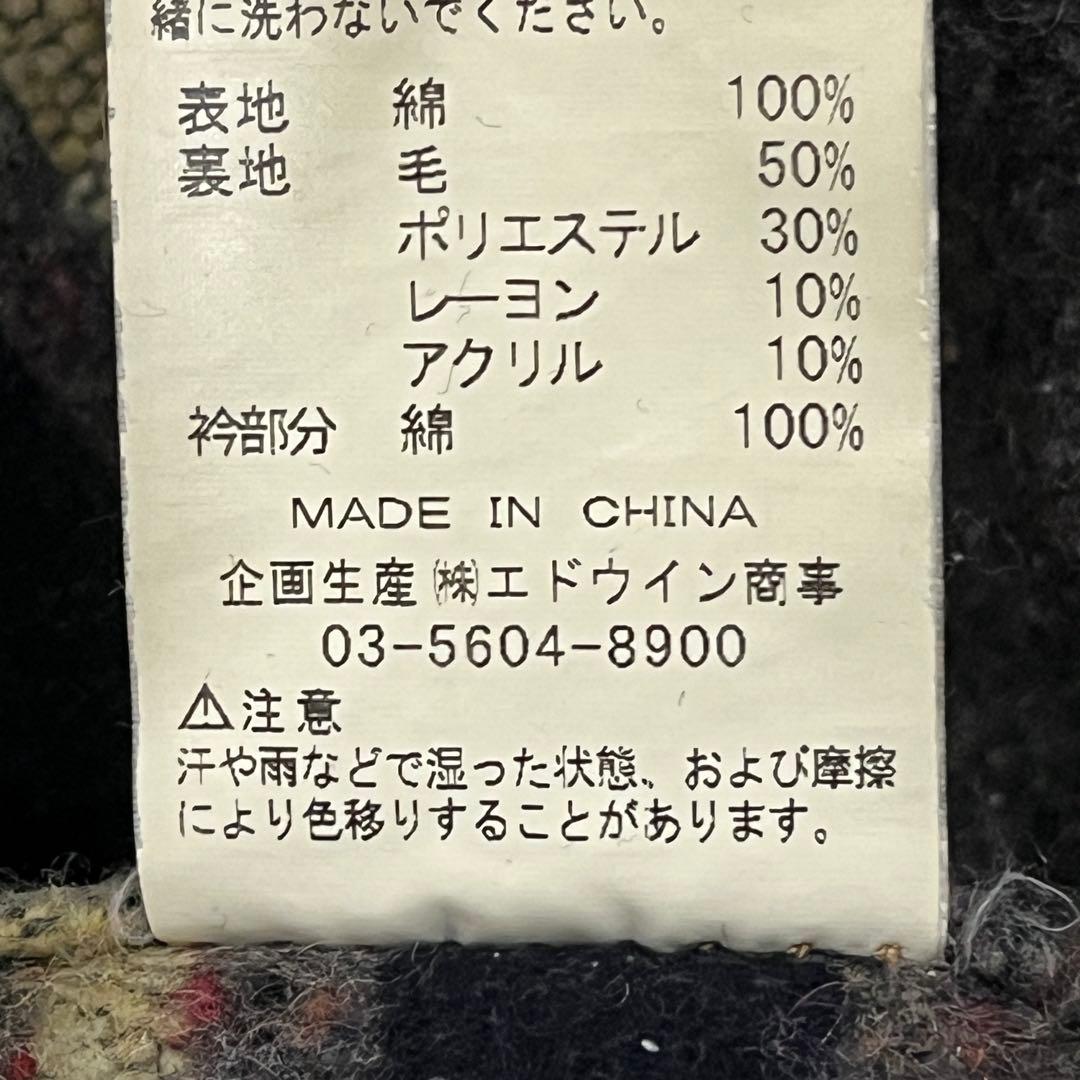 緒に洗わないでください。
表地 綿 100%
裏地 毛 50%
ポリエステル 30%
レーヨン 10%
アクリル 10%
衿部分 綿 100%
MADE IN CHINA
企画生産㈱エドウイン商事
03-5604-8900
⚠注意
汗や雨などで湿った状態、および摩擦
により色移りすることがあります。